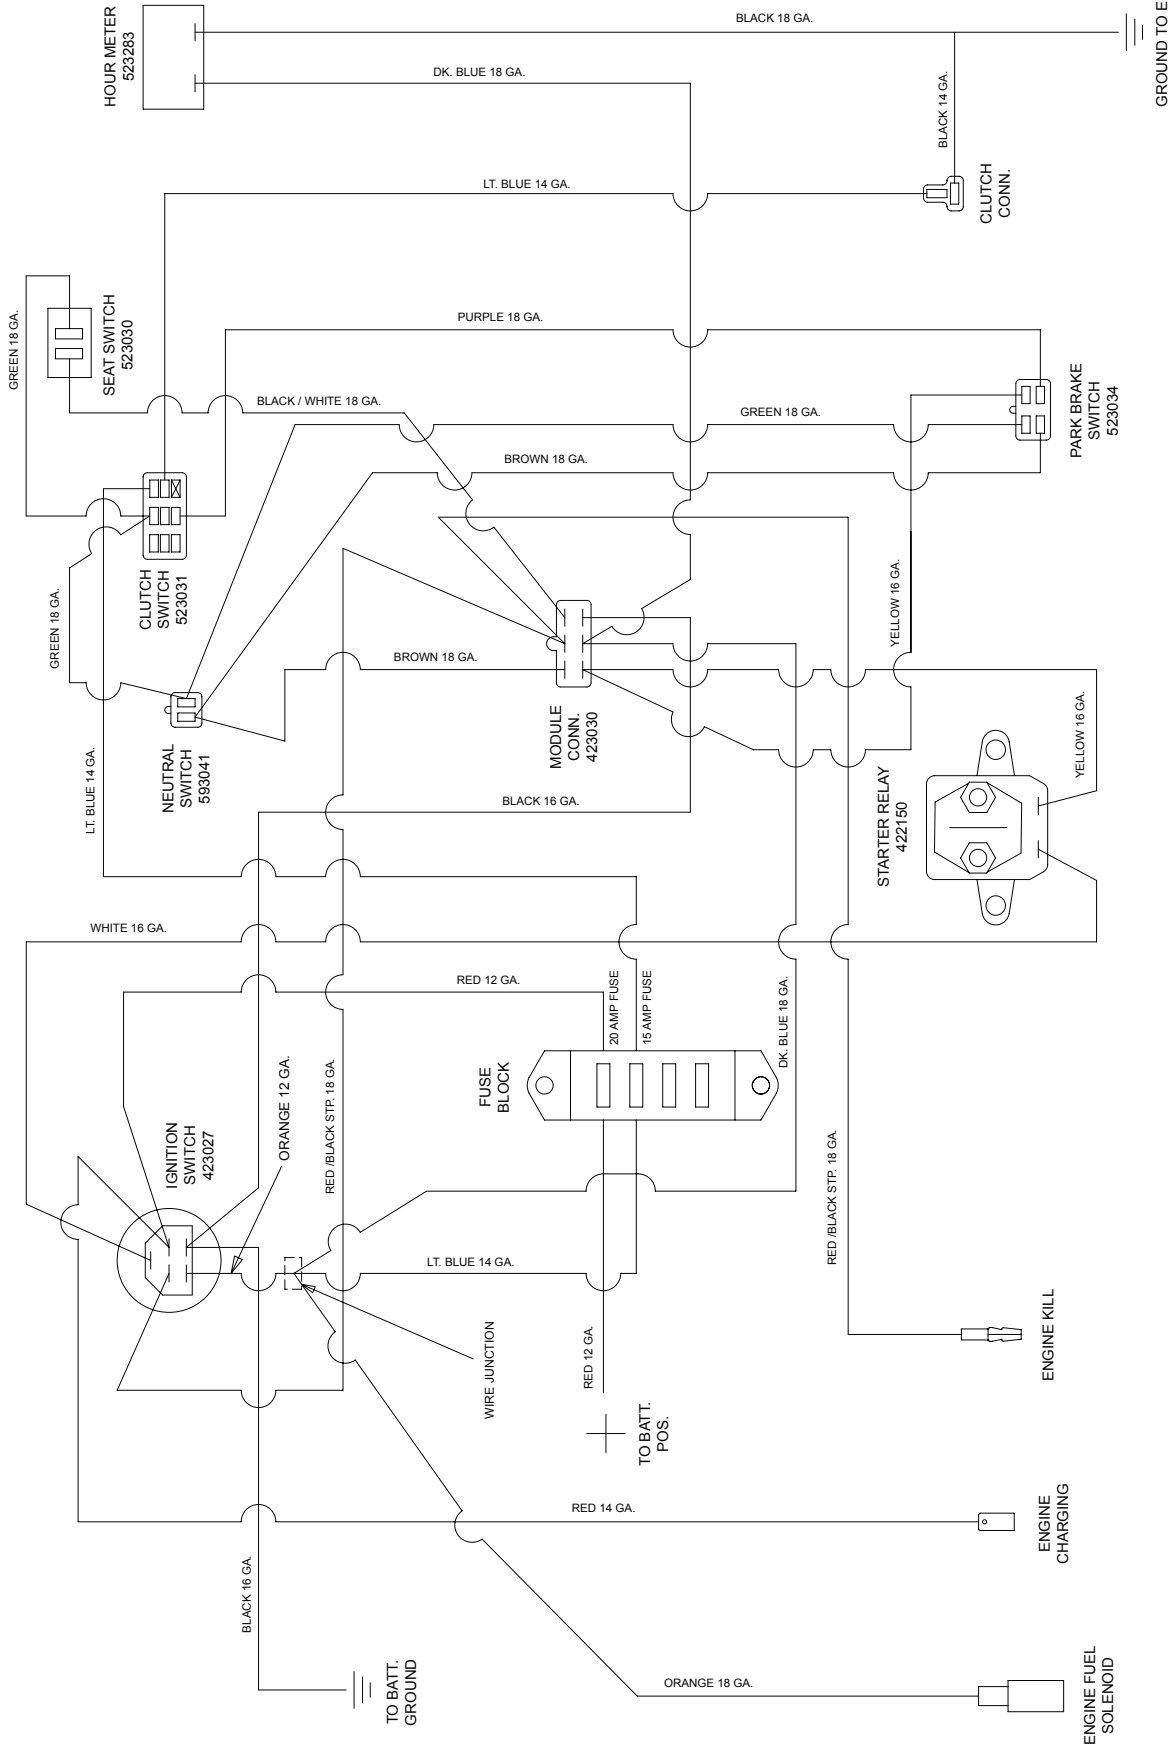 HOUR METER
523283
BLACK 18 GA.
GROUND TO E
DK. BLUE 18 GA.
BLACK 14 GA.
LT. BLUE 14 GA.
CLUTCH
CONN.
GREEN 18 GA.
SEAT SWITCH
523030
PURPLE 18 GA.
BLACK / WHITE 18 GA.
GREEN 18 GA.
PARK BRAKE
SWITCH
523034
BROWN 18 GA.
CLUTCH
SWITCH
523031
GREEN 18 GA.
YELLOW 16 GA.
BROWN 18 GA.
MODULE
CONN.
423030
NEUTRAL
SWITCH
593041
LT. BLUE 14 GA.
YELLOW 16 GA.
BLACK 16 GA.
STARTER RELAY
422150
WHITE 16 GA.
RED 12 GA.
20 AMP FUSE
15 AMP FUSE
DK. BLUE 18 GA.
FUSE
BLOCK
ORANGE 12 GA.
RED /BLACK STP. 18 GA.
IGNITION
SWITCH
423027
RED /BLACK STP. 18 GA.
LT. BLUE 14 GA.
WIRE JUNCTION
RED 12 GA.
ENGINE KILL
TO BATT.
POS.
RED 14 GA.
ENGINE
CHARGING
BLACK 16 GA.
TO BATT.
GROUND
ORANGE 18 GA.
ENGINE FUEL
SOLENOID